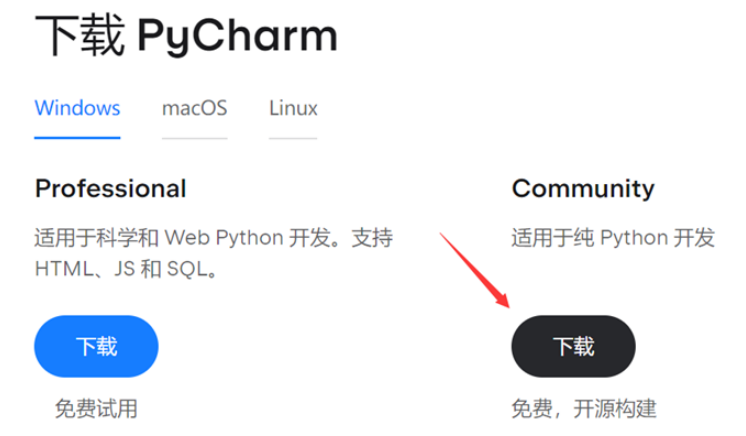 下载 PyCharm
Windows macOS Linux
Professional
适用于科学和 Web Python 开发。支持
HTML、JS 和 SQL。
下载
免费试用
Community
适用于纯 Python 开发
下载
免费，开源构建